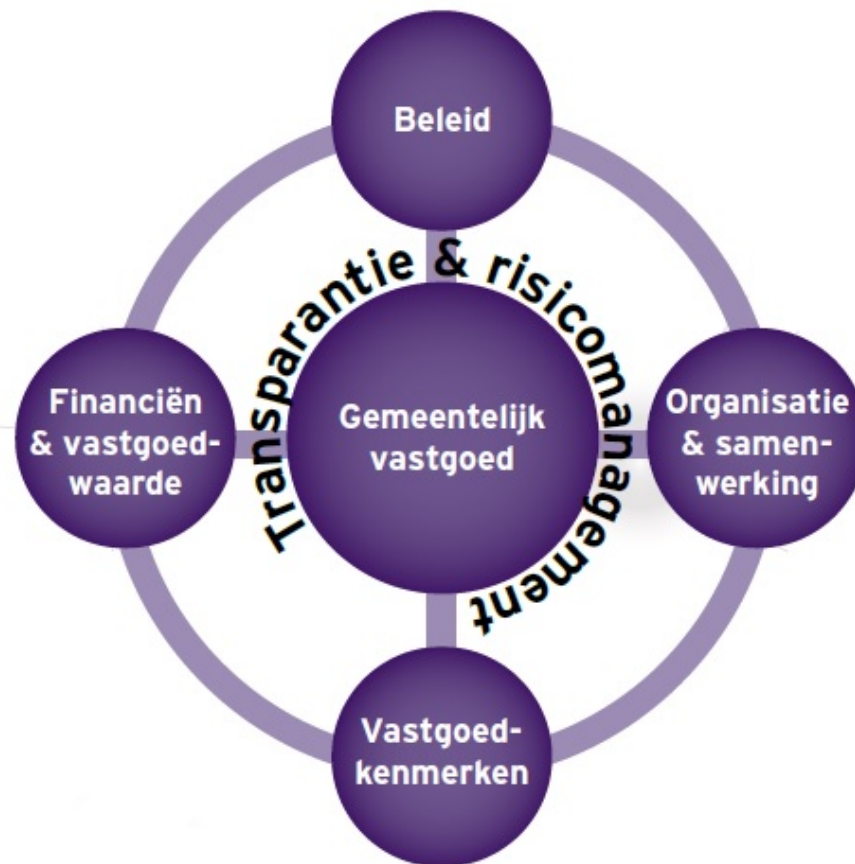 Beleid
Transparantie & risicomanagement
Financiën
& vastgoed-
waarde
Gemeentelijk
vastgoed
Organisatie
& samen-
werking
Vastgoed-
kenmerken